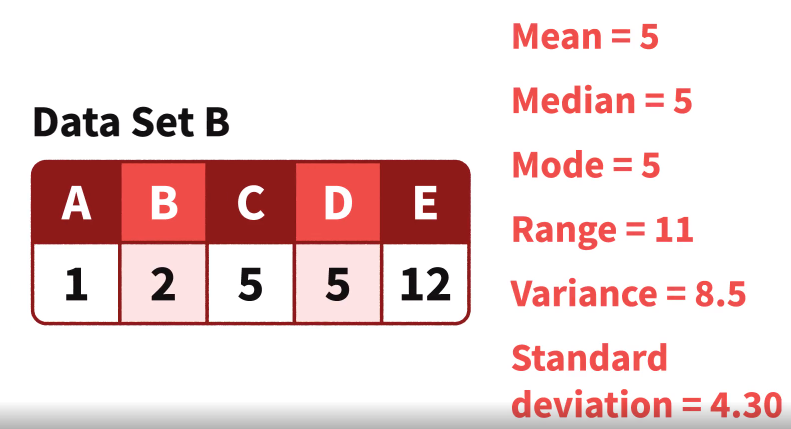 Mean = 5
Median = 5
Data Set B
Mode = 5
A B C D E
Range = 11
1 2 5 5 12
Variance = 8.5
Standard
deviation = 4.30